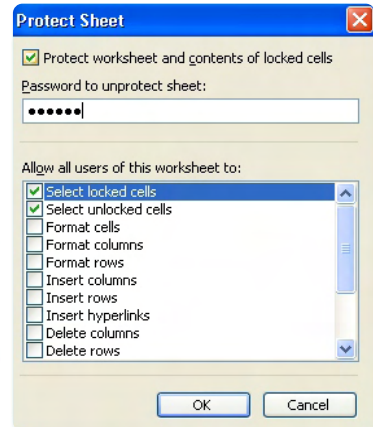 Protect Sheet
Protect worksheet and contents of locked cells
Password to unprotect sheet:
••••••
Allow all users of this worksheet to:
Select locked cells
Select unlocked cells
Format cells
Format columns
Format rows
Insert columns
Insert rows
Insert hyperlinks
Delete columns
Delete rows
OK Cancel